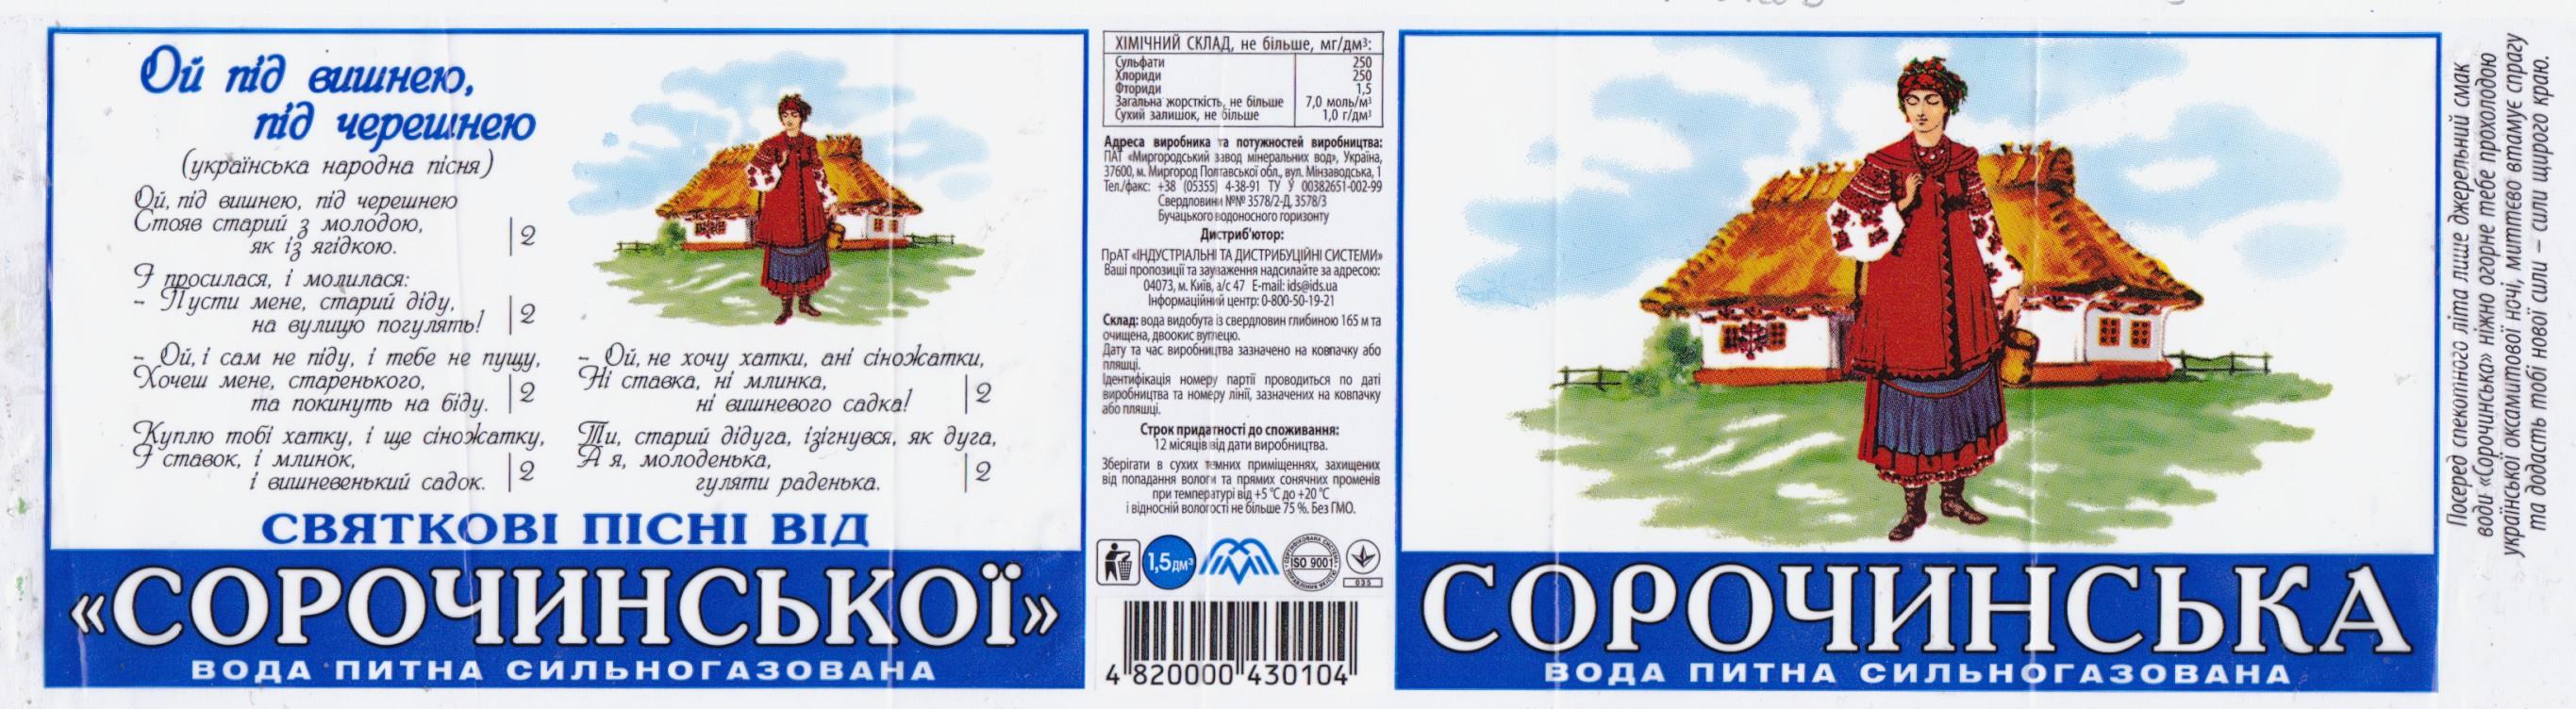 Ой під вишнею,
під черешнею
(українська народна пісня)
Ой, під вишнею, під черешнею
Стояв старий з молодою,
як із ягідкою.
2
І просилася, і молилася:
- Пусти мене, старий діду,
на вулицю погулять!
2
- Ой, і сам не піду, і тебе не пущу,
Хочеш мене, старенького,
та покинуть на біду.
2
Куплю тобі хатку, і ще сіножатку,
І ставок, і млинок,
і вишневенький садок.
2
- Ой, не хочу хатки, ані сіножатки,
Ні ставка, ні млинка,
ні вишневого садка!
2
Ти, старий дідуга, ізігнувся, як дуга,
А я, молоденька,
гуляти раденька.
2
СВЯТКОВІ ПІСНІ ВІД
«СОРОЧИНСЬКОЇ»
ВОДА ПИТНА СИЛЬНОГАЗОВАНА
ХІМІЧНИЙ СКЛАД, не більше, мг/дм³:
Сульфати 250
Хлориди 250
Фториди 1,5
Загальна жорсткість, не більше 7,0 моль/м³
Сухий залишок, не більше 1,0 г/дм³
Адреса виробника та потужностей виробництва:
ПАТ «Миргородський завод мінеральних вод», Україна,
37600, м. Миргород Полтавської обл., вул. Мінзаводська, 1
Тел./факс: +38 (05355) 4-38-91 ТУ У 00382651-002-99
Свердловини №№ 3578/2-Д, 3578/3
Бучацького водоносного горизонту
Дистриб'ютор:
ПрАТ «ІНДУСТРІАЛЬНІ ТА ДИСТРИБУЦІЙНІ СИСТЕМИ»
Ваші пропозиції та зауваження надсилайте за адресою:
04073, м. Київ, а/с 47 E-mail: ids@ids.ua
Інформаційний центр: 0-800-50-19-21
Склад: вода видобута із свердловин глибиною 165 м та
очищена, двоокис вуглецю.
Дату та час виробництва зазначено на ковпачку або
пляшці.
Ідентифікація номеру партії проводиться по даті
виробництва та номеру лінії, зазначених на ковпачку
або пляшці.
Строк придатності до споживання:
12 місяців від дати виробництва.
Зберігати в сухих темних приміщеннях, захищених
від попадання вологи та прямих сонячних променів
при температурі від +5 °С до +20 °С
і відносній вологості не більше 75 %. Без ГМО.
1,5 дм³
ISO 9001
035
4 820000 430104
СОРОЧИНСЬКА
ВОДА ПИТНА СИЛЬНОГАЗОВАНА
Посеред спекотного літа лише джерельний смак
води «Сорочинська» ніжно огорне тебе прохолодою
української оксамитової ночі, миттєво втамує спрагу
та додасть тобі нової сили – сили щирого краю.